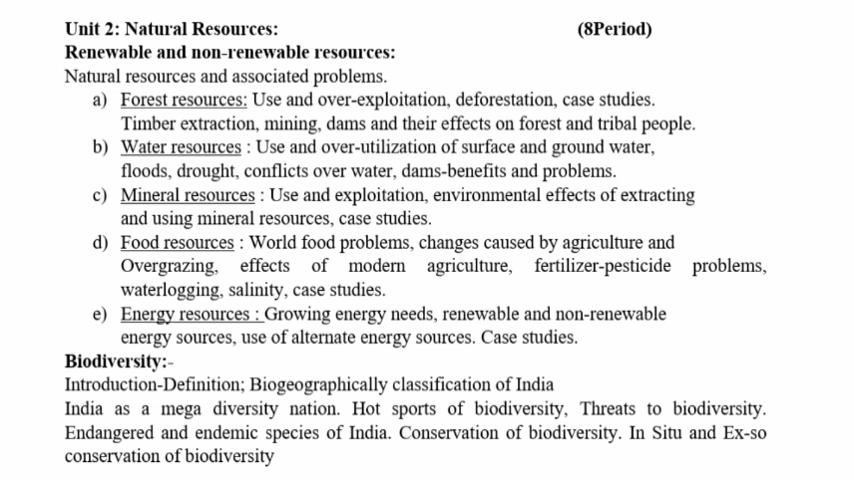 Unit 2: Natural Resources: (8Period)
Renewable and non-renewable resources:
Natural resources and associated problems.
a) Forest resources: Use and over-exploitation, deforestation, case studies.
Timber extraction, mining, dams and their effects on forest and tribal people.
b) Water resources : Use and over-utilization of surface and ground water,
floods, drought, conflicts over water, dams-benefits and problems.
c) Mineral resources : Use and exploitation, environmental effects of extracting
and using mineral resources, case studies.
d) Food resources : World food problems, changes caused by agriculture and
Overgrazing, effects of modern agriculture, fertilizer-pesticide problems,
waterlogging, salinity, case studies.
e) Energy resources : Growing energy needs, renewable and non-renewable
energy sources, use of alternate energy sources. Case studies.
Biodiversity:-
Introduction-Definition; Biogeographically classification of India
India as a mega diversity nation. Hot sports of biodiversity, Threats to biodiversity.
Endangered and endemic species of India. Conservation of biodiversity. In Situ and Ex-so
conservation of biodiversity